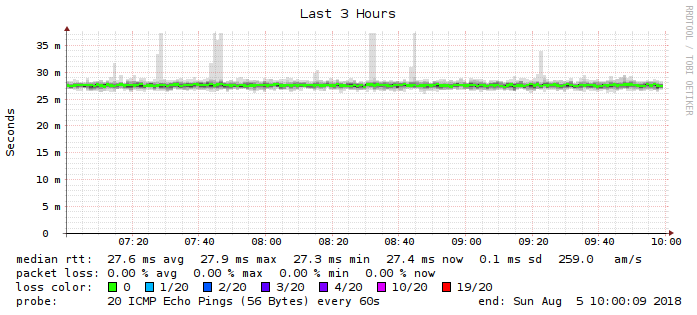 Last 3 Hours
RRDTOOL / TOBI OETIKER
Seconds
35 m
30 m
25 m
20 m
15 m
10 m
5 m
0
07:20 07:40 08:00 08:20 08:40 09:00 09:20 09:40 10:00
median rtt: 27.6 ms avg 27.9 ms max 27.3 ms min 27.4 ms now 0.1 ms sd 259.0 am/s
packet loss: 0.00 % avg 0.00 % max 0.00 % min 0.00 % now
loss color: 0 1/20 2/20 3/20 4/20 10/20 19/20
probe: 20 ICMP Echo Pings (56 Bytes) every 60s end: Sun Aug 5 10:00:09 2018